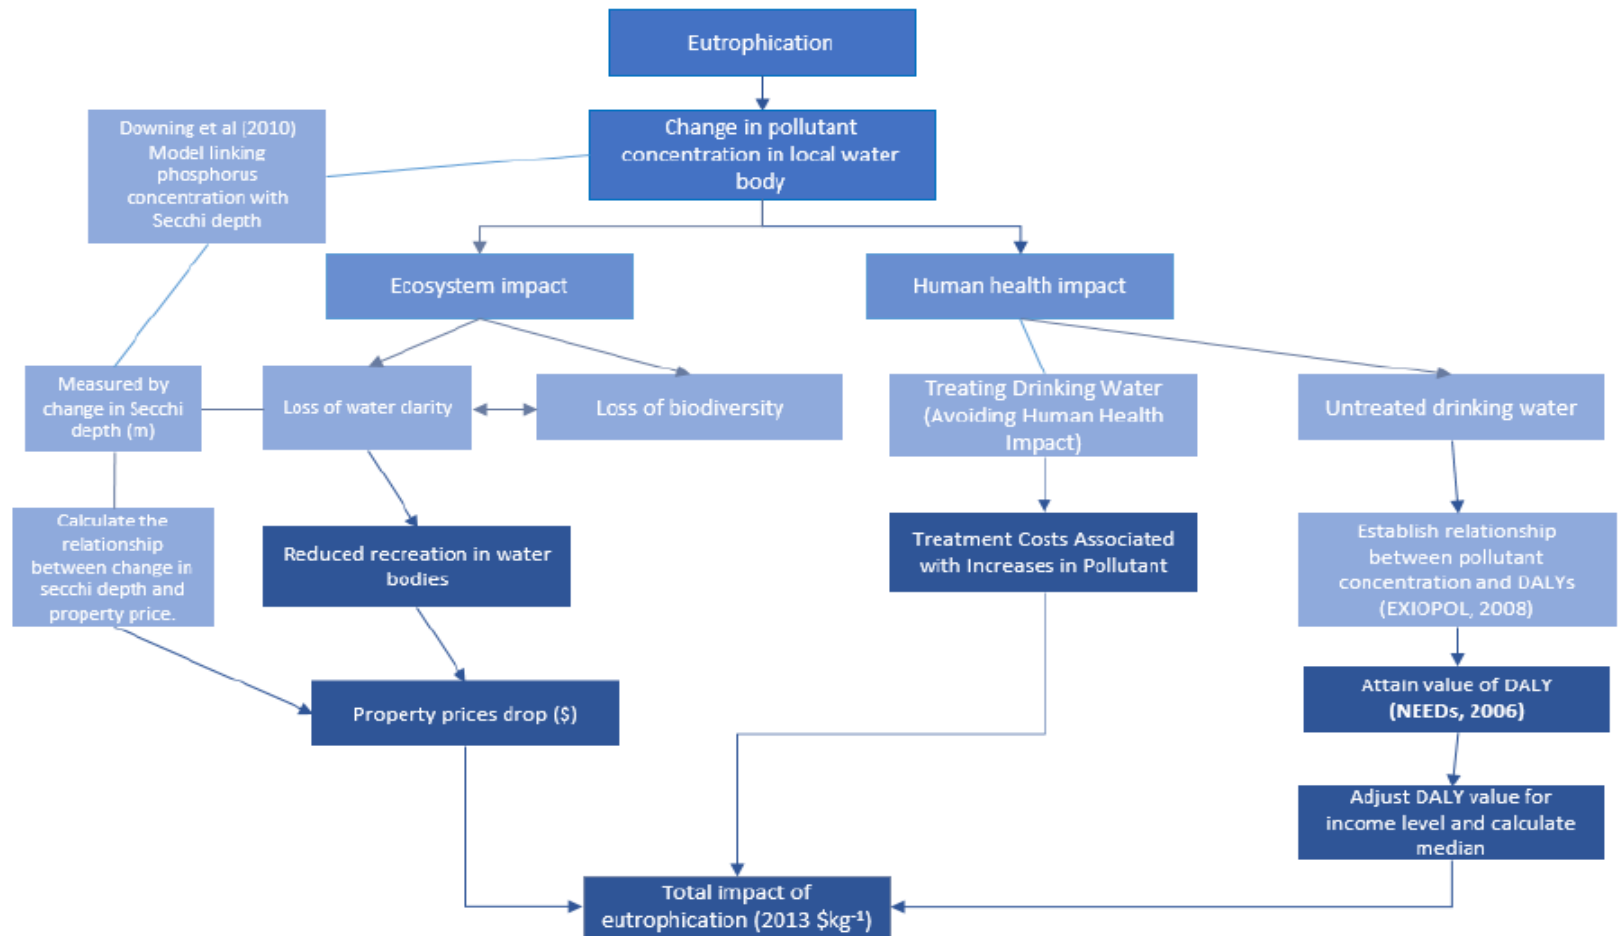 Eutrophication
Downing et al (2010)
Model linking
phosphorus
concentration with
Secchi depth
Change in pollutant
concentration in local water
body
Ecosystem impact
Human health impact
Measured by
change in Secchi
depth (m)
Loss of water clarity
Loss of biodiversity
Treating Drinking Water
(Avoiding Human Health
Impact)
Untreated drinking water
Calculate the
relationship
between change in
secchi depth and
property price.
Reduced recreation in water
bodies
Treatment Costs Associated
with Increases in Pollutant
Establish relationship
between pollutant
concentration and DALYs
(EXIOPOL, 2008)
Property prices drop ($)
Attain value of DALY
(NEEDs, 2006)
Adjust DALY value for
income level and calculate
median
Total impact of
eutrophication (2013 $kg⁻¹)